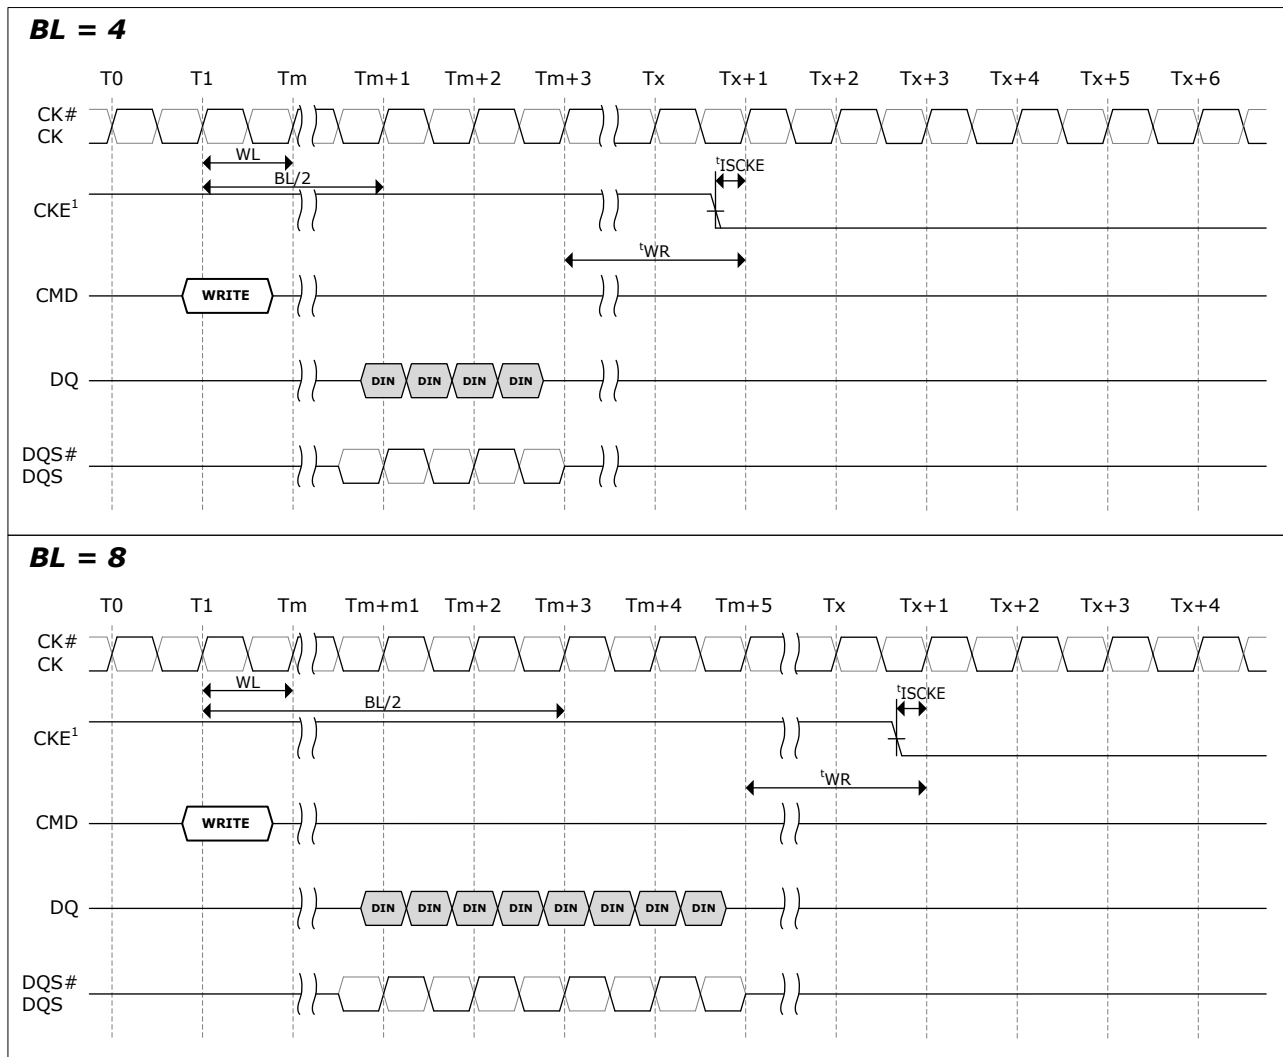 BL = 4
T0 T1 Tm Tm+1 Tm+2 Tm+3 Tx Tx+1 Tx+2 Tx+3 Tx+4 Tx+5 Tx+6
CK#
CK
WL
tISCKE
BL/2
CKE1
tWR
CMD WRITE
DQ DIN DIN DIN DIN
DQS#
DQS
BL = 8
T0 T1 Tm Tm+m1 Tm+2 Tm+3 Tm+4 Tm+5 Tx Tx+1 Tx+2 Tx+3 Tx+4
CK#
CK
WL
tISCKE
BL/2
CKE1
tWR
CMD WRITE
DQ DIN DIN DIN DIN DIN DIN DIN DIN
DQS#
DQS